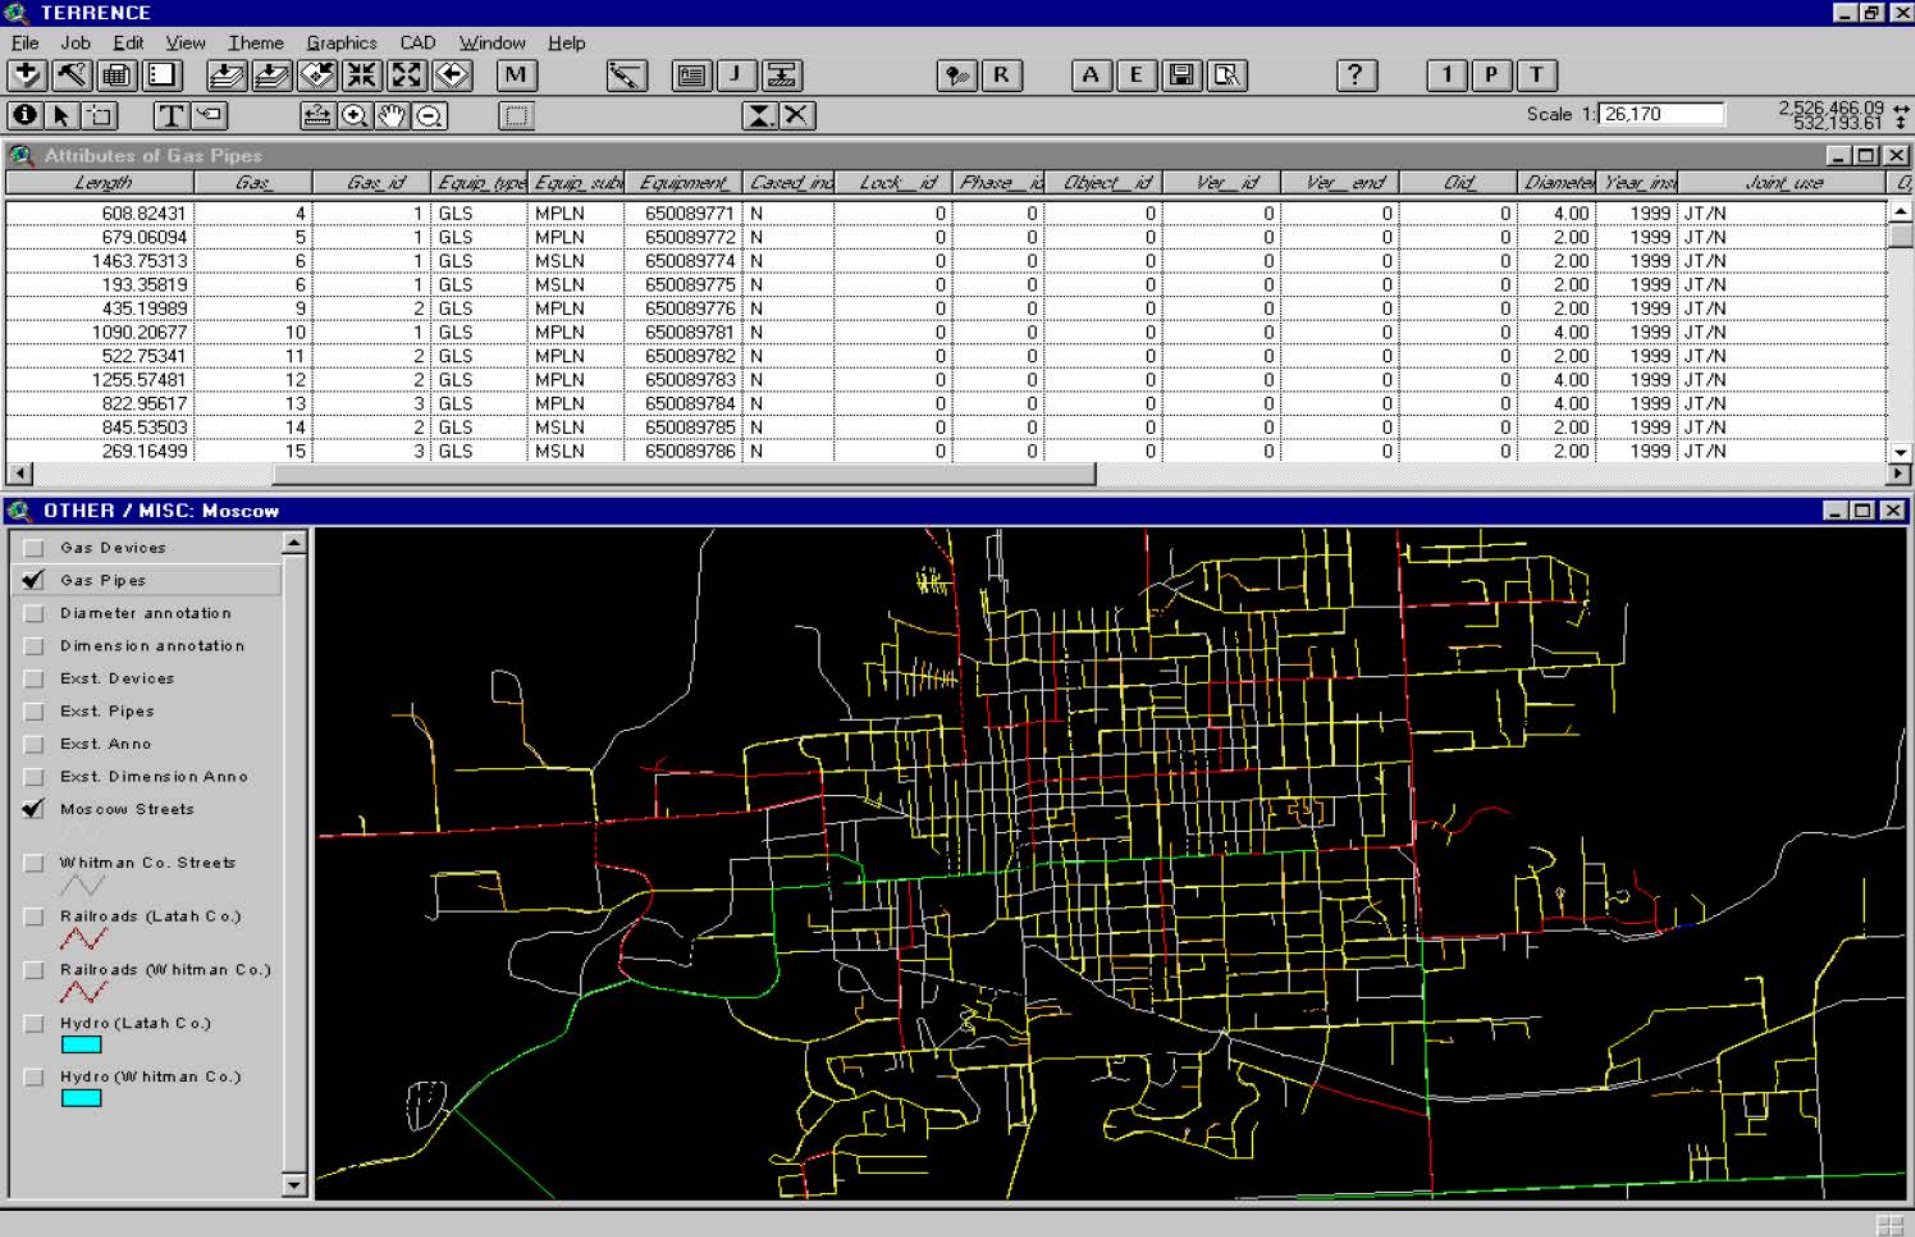 TERRENCE
File Job Edit View Theme Graphics CAD Window Help
M J R A E ? 1 P T
T Scale 1: 26,170 2,526,466.09
532,193.61
Attributes of Gas Pipes
Length Gas_ Gas_id Equip_type Equip_sub Equipment_ Cased_ind Lock__id Phase__id Object__id Ver__id Ver__end Oid_ Diameter Year_inst Joint_use
608.82431 4 1 GLS MPLN 650089771 N 0 0 0 0 0 0 4.00 1999 JT/N
679.06094 5 1 GLS MPLN 650089772 N 0 0 0 0 0 0 2.00 1999 JT/N
1463.75313 6 1 GLS MSLN 650089774 N 0 0 0 0 0 0 2.00 1999 JT/N
193.35819 6 1 GLS MSLN 650089775 N 0 0 0 0 0 0 2.00 1999 JT/N
435.19989 9 2 GLS MPLN 650089776 N 0 0 0 0 0 0 2.00 1999 JT/N
1090.20677 10 1 GLS MPLN 650089781 N 0 0 0 0 0 0 4.00 1999 JT/N
522.75341 11 2 GLS MPLN 650089782 N 0 0 0 0 0 0 2.00 1999 JT/N
1255.57481 12 2 GLS MPLN 650089783 N 0 0 0 0 0 0 4.00 1999 JT/N
822.95617 13 3 GLS MPLN 650089784 N 0 0 0 0 0 0 4.00 1999 JT/N
845.53503 14 2 GLS MSLN 650089785 N 0 0 0 0 0 0 2.00 1999 JT/N
269.16499 15 3 GLS MSLN 650089786 N 0 0 0 0 0 0 2.00 1999 JT/N
OTHER / MISC: Moscow
Gas Devices
Gas Pipes
Diameter annotation
Dimension annotation
Exst. Devices
Exst. Pipes
Exst. Anno
Exst. Dimension Anno
Moscow Streets
Whitman Co. Streets
Railroads (Latah Co.)
Railroads (Whitman Co.)
Hydro (Latah Co.)
Hydro (Whitman Co.)